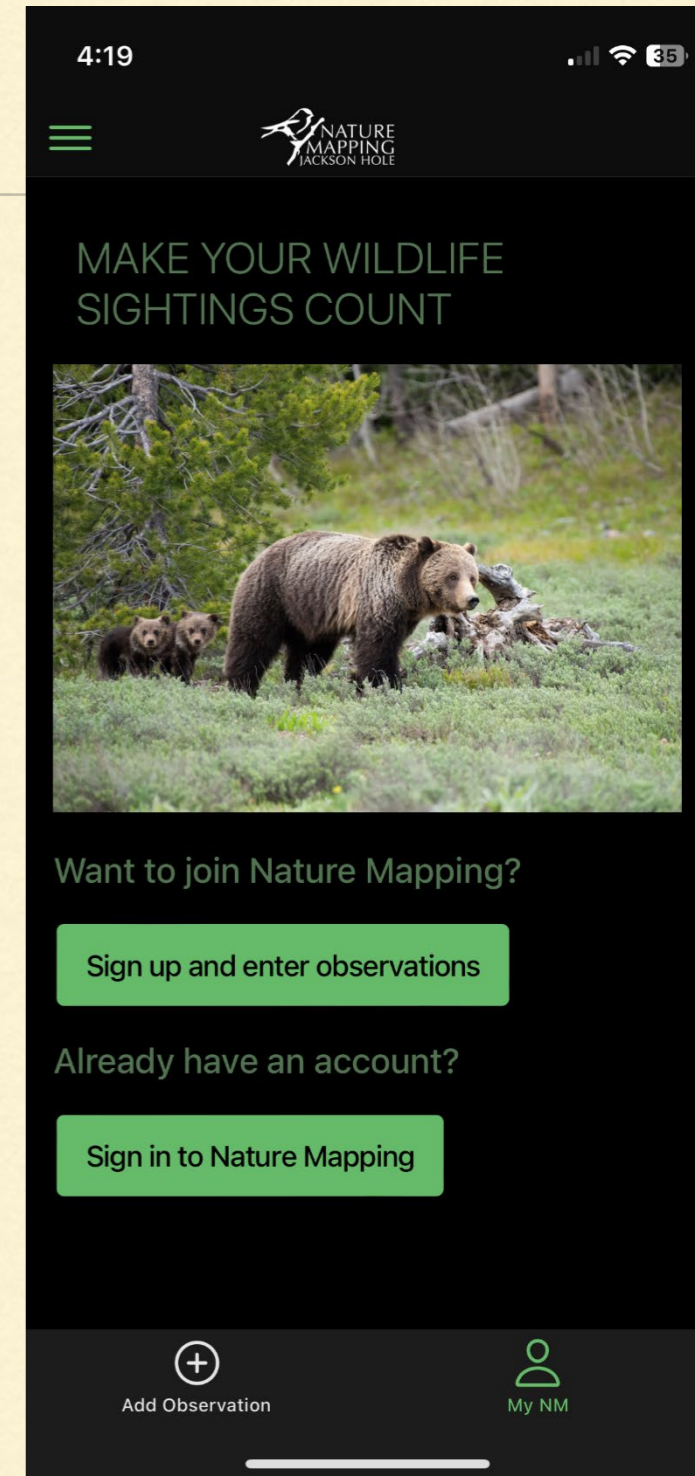 4:19
35
NATURE
MAPPING
JACKSON HOLE
MAKE YOUR WILDLIFE
SIGHTINGS COUNT
Want to join Nature Mapping?
Sign up and enter observations
Already have an account?
Sign in to Nature Mapping
Add Observation
My NM